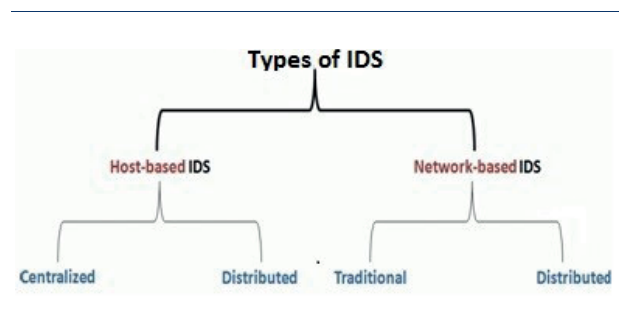 Types of IDS
Host-based IDS Network-based IDS
Centralized Distributed Traditional Distributed